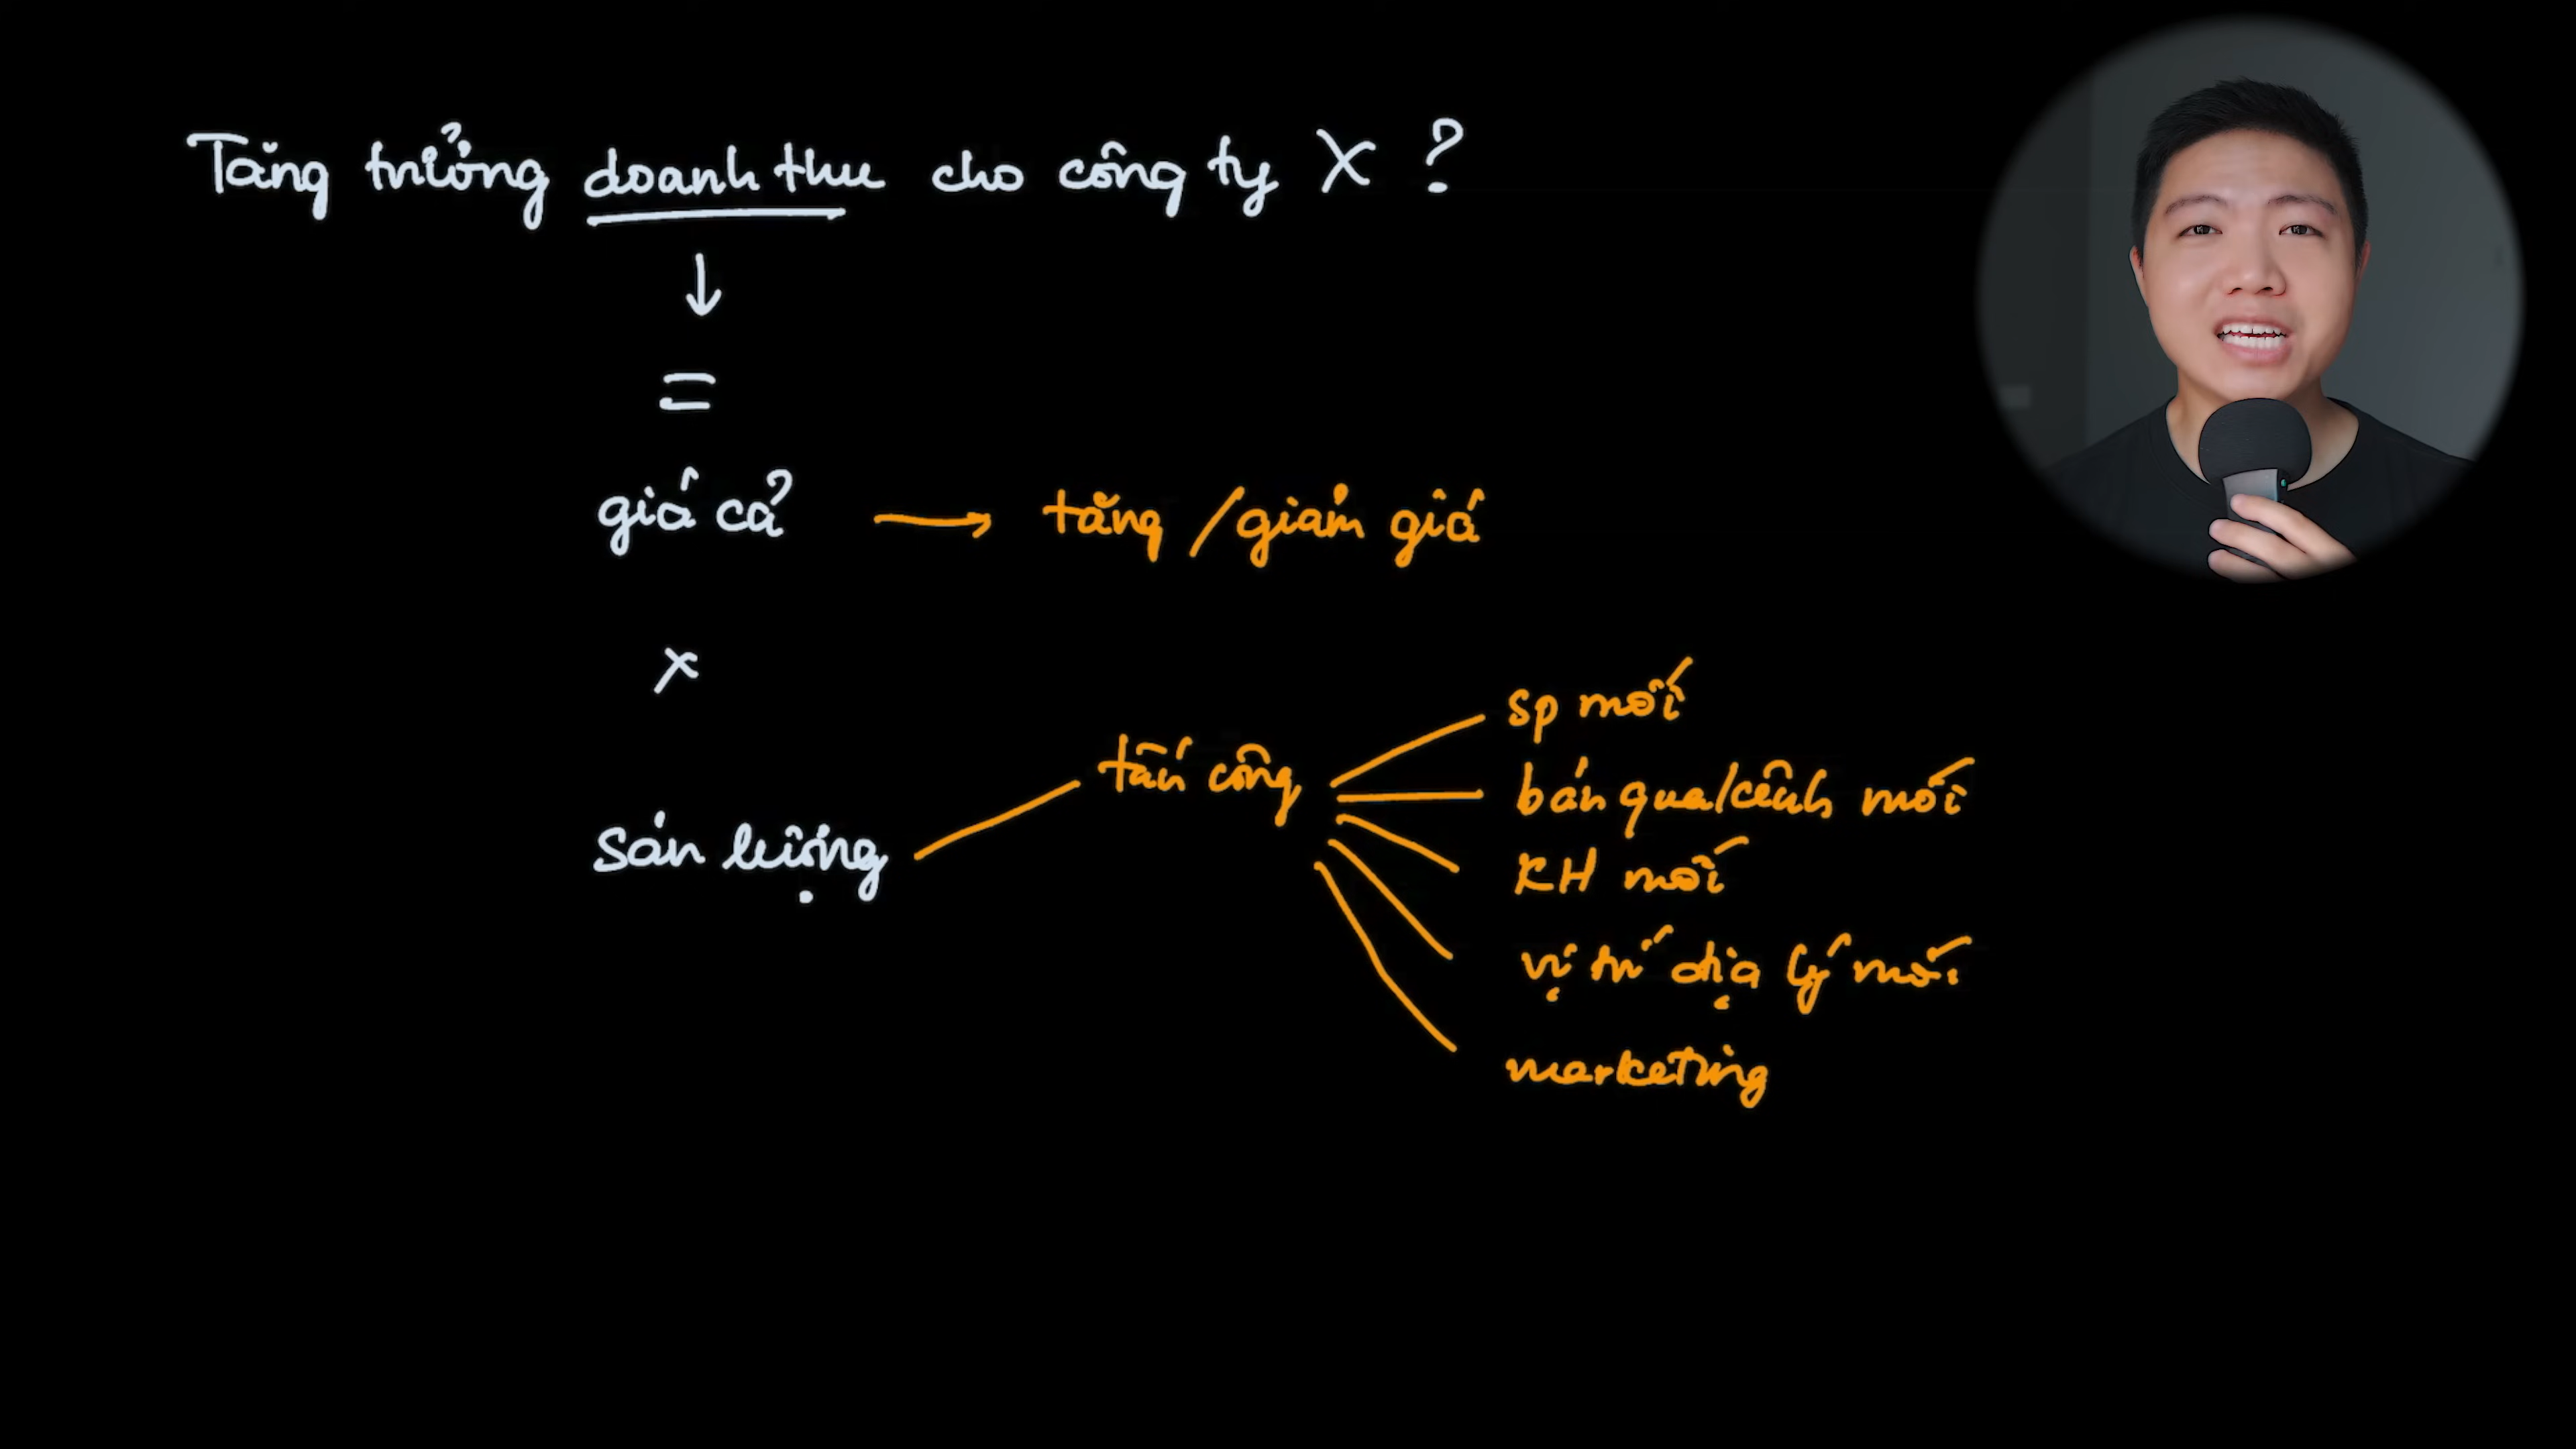 Tăng trưởng doanh thu cho công ty X ?
↓
=
giá cả → tăng / giảm giá
x
sp mới
tấn công
bán qua/kênh mới
sản lượng
KH mới
vị trí địa lý mới
marketing